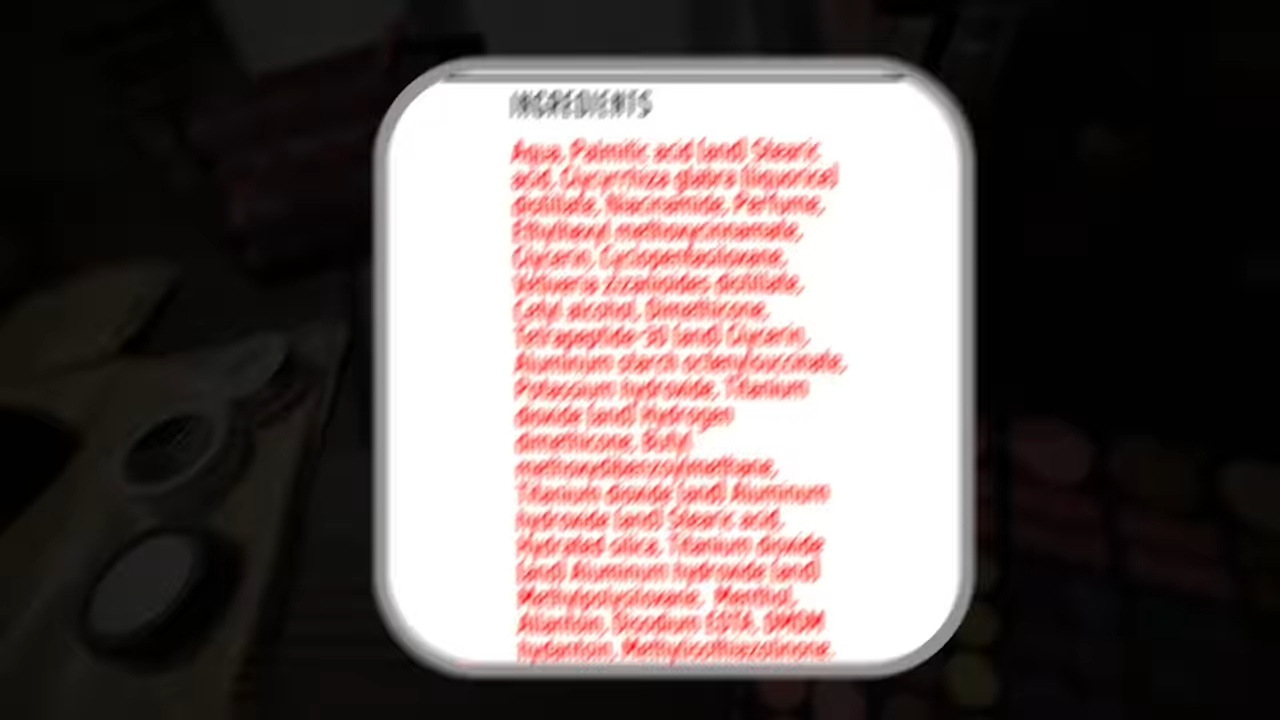 INGREDIENTS
Aqua, Palmitic acid (and) Stearic
acid, Glycyrrhiza glabra (liquorice)
distillate, Niacinamide, Perfume,
Ethylhexyl methoxycinnamate,
Glycerin, Cyclopentasiloxane,
Vetiveria zizanioides distillate,
Cetyl alcohol, Dimethicone,
Tetrapeptide-30 (and) Glycerin,
Aluminum starch octenylsuccinate,
Potassium hydroxide, Titanium
dioxide (and) Hydrogen
dimethicone, Butyl
methoxydibenzoylmethane,
Titanium dioxide (and) Aluminum
hydroxide (and) Stearic acid,
Hydrated silica, Titanium dioxide
(and) Aluminum hydroxide (and)
Methylpolysiloxane, Menthol,
Allantoin, Disodium EDTA, DMDM
hydantoin, Methylisothiazolinone,